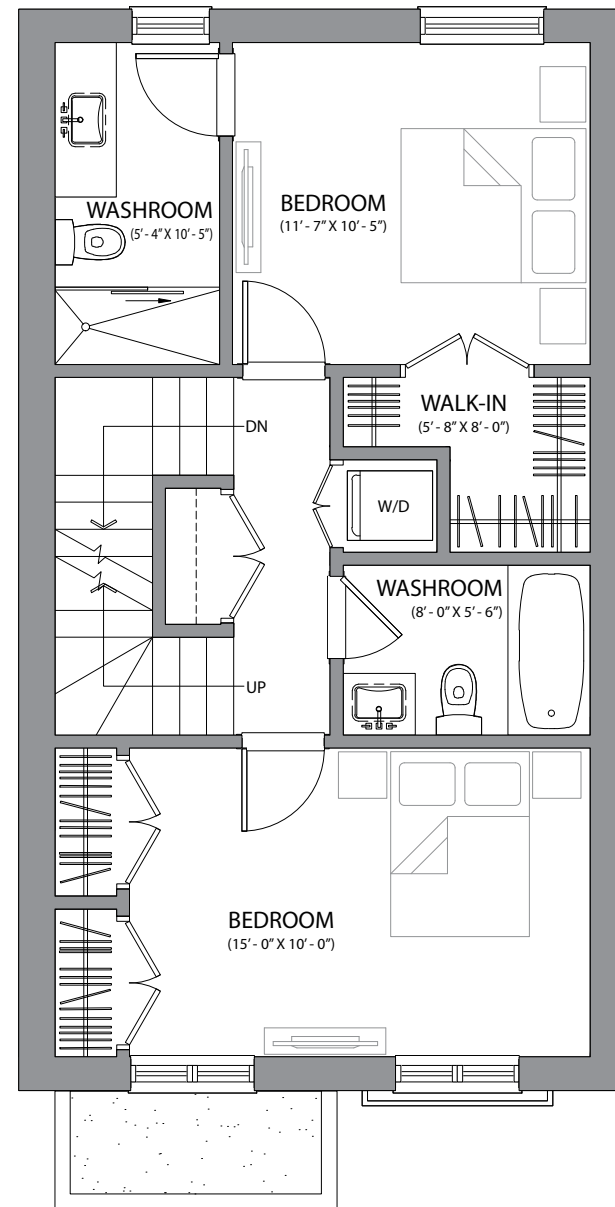 WASHROOM
(5' - 4" X 10' - 5")
BEDROOM
(11' - 7" X 10' - 5")
WALK-IN
(5' - 8" X 8' - 0")
DN
W/D
WASHROOM
(8' - 0" X 5' - 6")
UP
BEDROOM
(15' - 0" X 10' - 0")